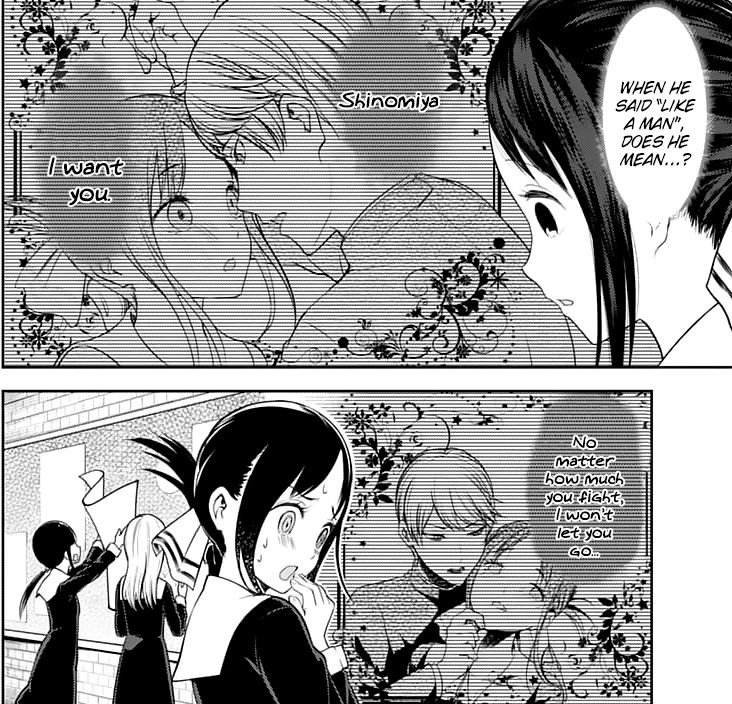 WHEN HE
SAID "LIKE
A MAN",
DOES HE
MEAN...?
Shinomiya
I want
you.
No
matter
how much
you fight,
I won't
let you
go...